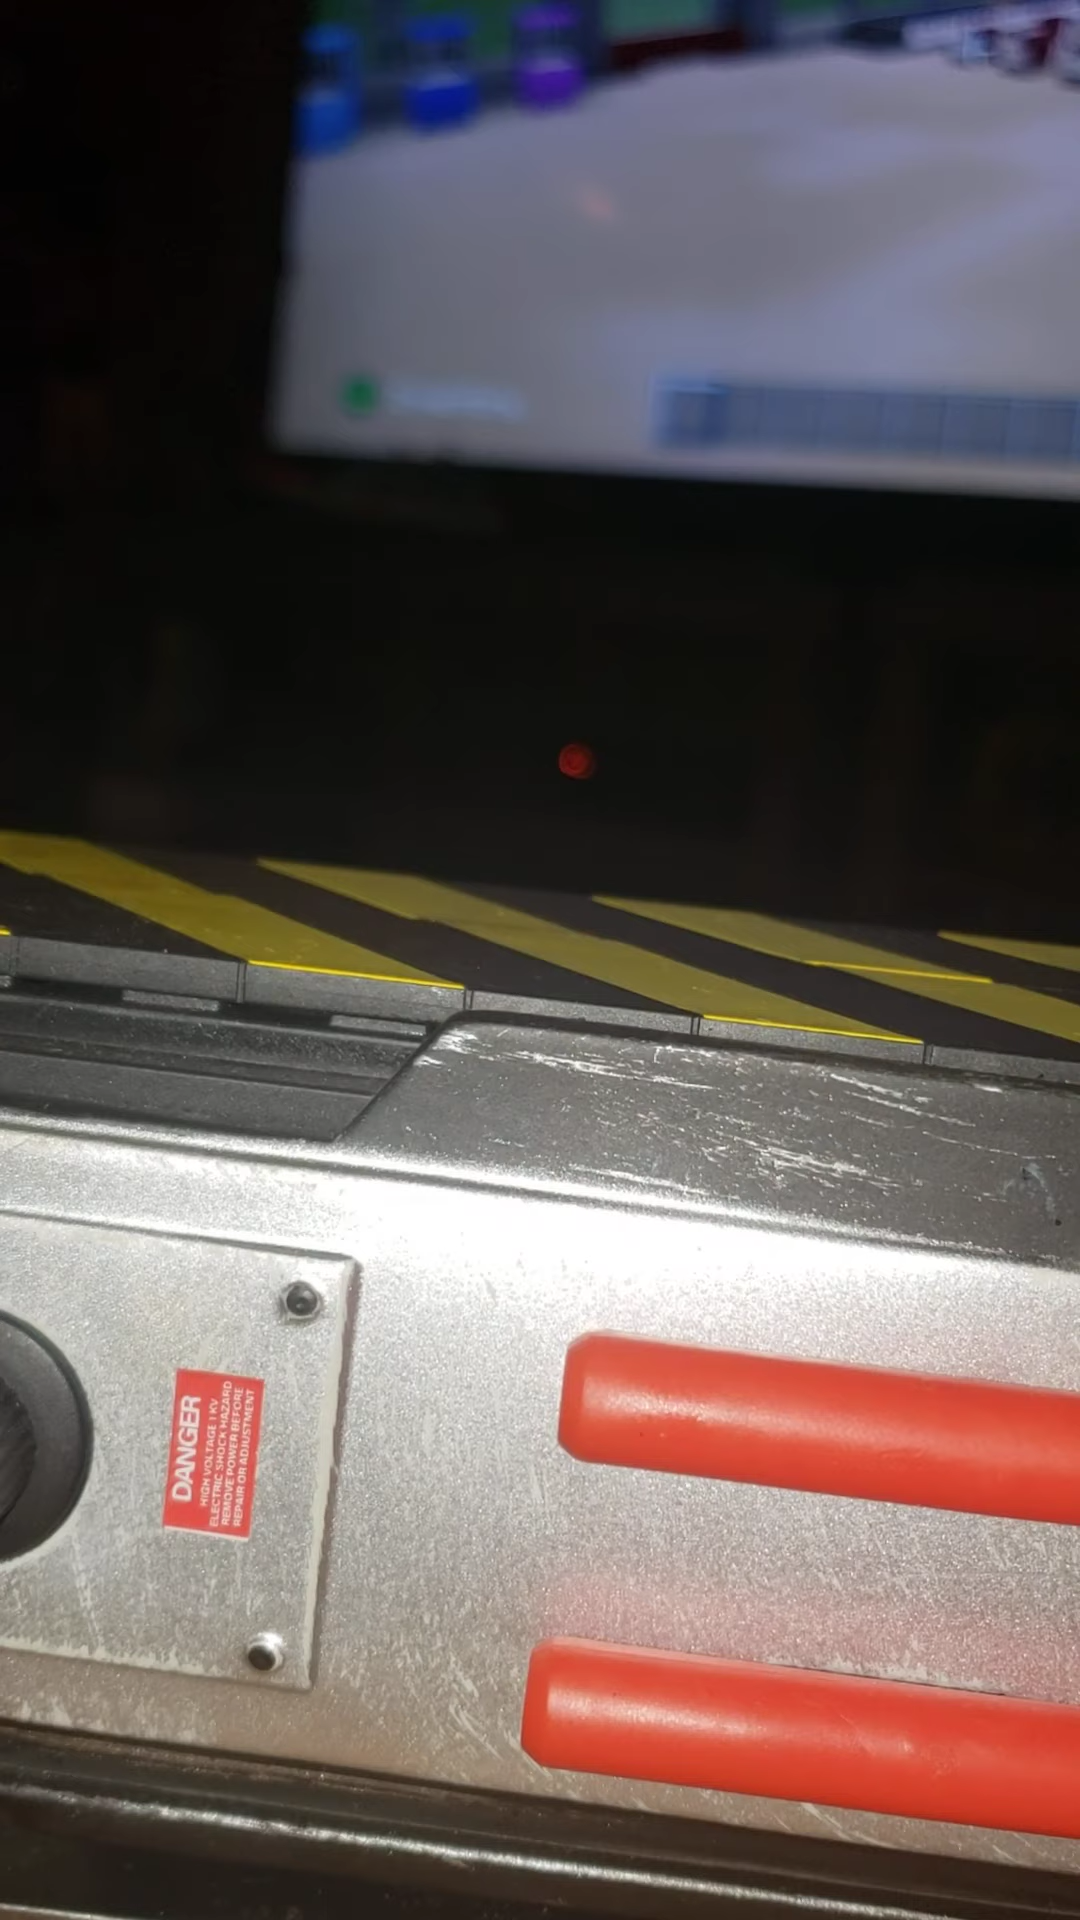 DANGER
HIGH VOLTAGE 1 KV
ELECTRIC SHOCK HAZARD
REMOVE POWER BEFORE
REPAIR OR ADJUSTMENT